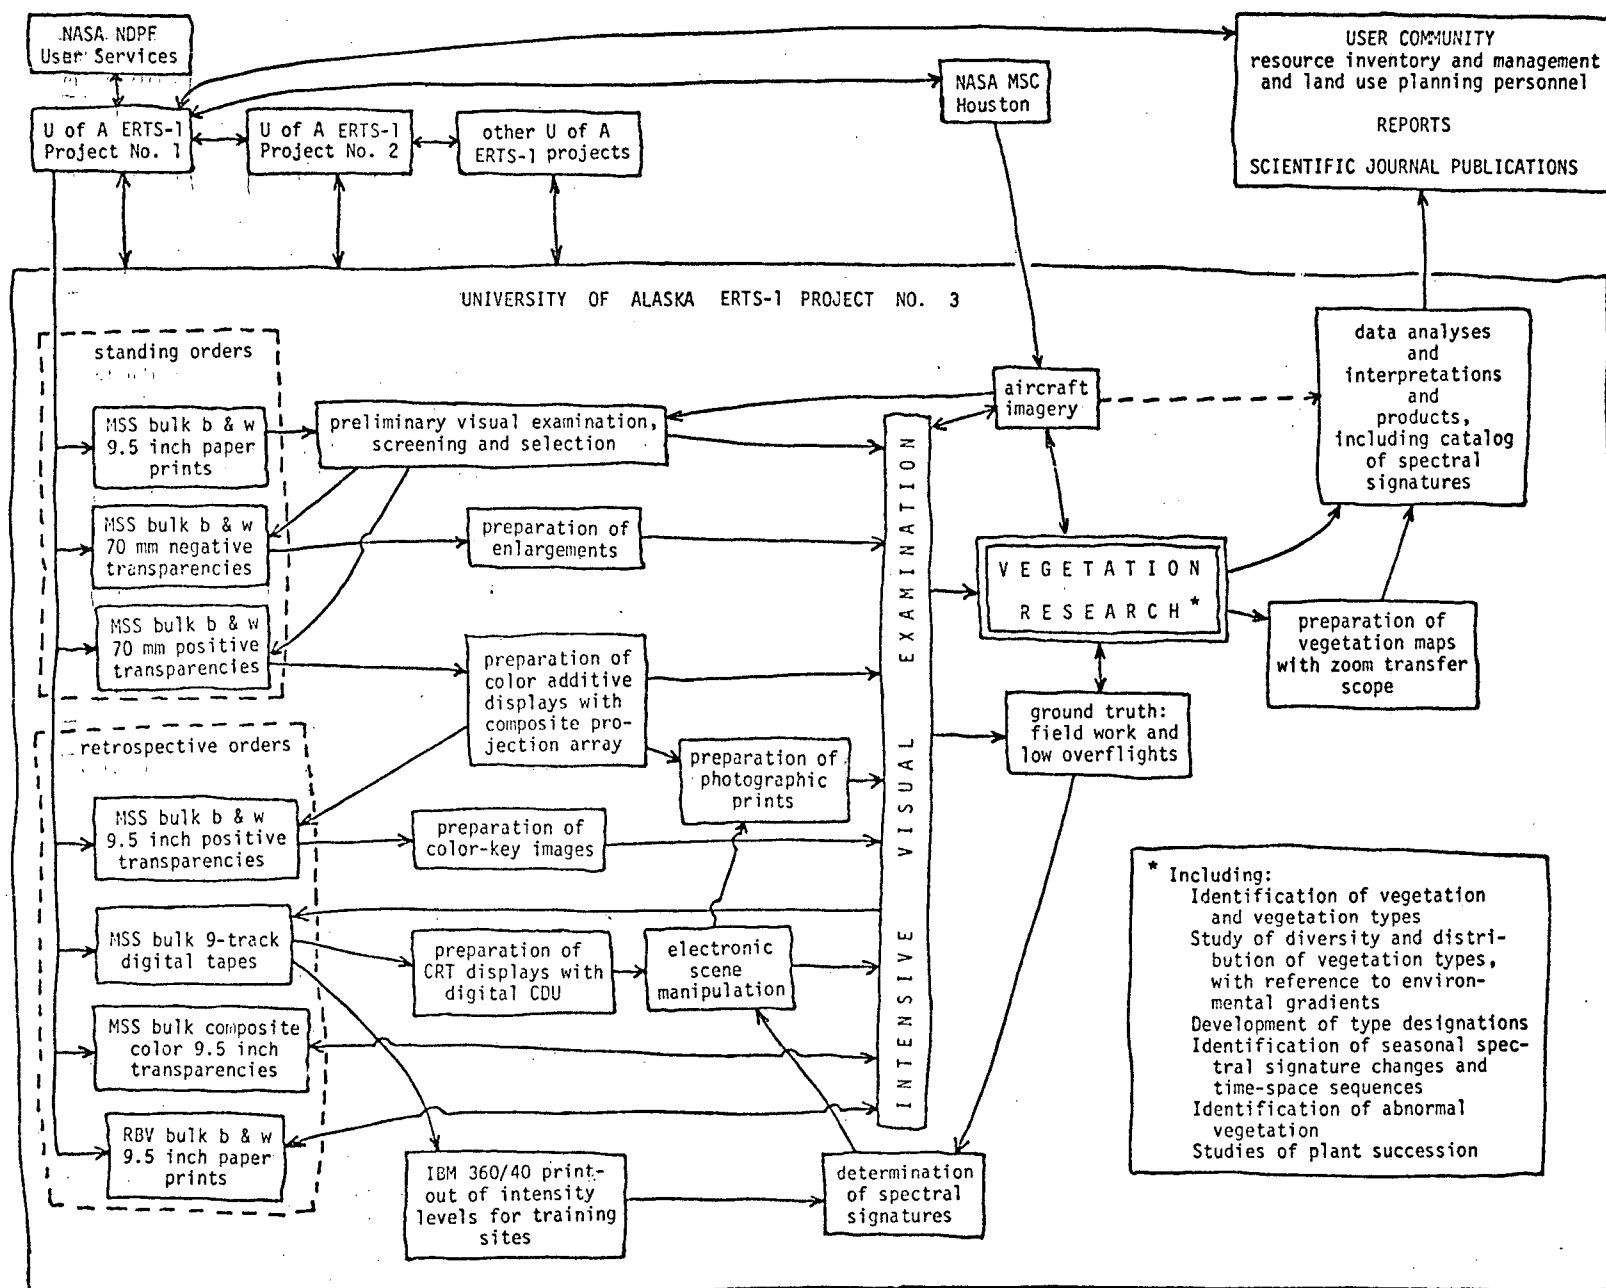 NASA NDPF
User Services
U of A ERTS-1
Project No. 1
U of A ERTS-1
Project No. 2
other U of A
ERTS-1 projects
NASA MSC
Houston
USER COMMUNITY
resource inventory and management
and land use planning personnel
REPORTS
SCIENTIFIC JOURNAL PUBLICATIONS
UNIVERSITY OF ALASKA ERTS-1 PROJECT NO. 3
standing orders
MSS bulk b & w
9.5 inch paper
prints
MSS bulk b & w
70 mm negative
transparencies
MSS bulk b & w
70 mm positive
transparencies
retrospective orders
MSS bulk b & w
9.5 inch positive
transparencies
MSS bulk 9-track
digital tapes
MSS bulk composite
color 9.5 inch
transparencies
RBV bulk b & w
9.5 inch paper
prints
preliminary visual examination,
screening and selection
preparation of
enlargements
preparation of
color additive
displays with
composite pro-
jection array
preparation of
photographic
prints
preparation of
color-key images
preparation of
CRT displays with
digital CDU
electronic
scene
manipulation
IBM 360/40 print-
out of intensity
levels for training
sites
determination
of spectral
signatures
INTENSIVE VISUAL EXAMINATION
aircraft
imagery
VEGETATION
RESEARCH*
ground truth:
field work and
low overflights
data analyses
and
interpretations
and
products,
including catalog
of spectral
signatures
preparation of
vegetation maps
with zoom transfer
scope
* Including:
Identification of vegetation
and vegetation types
Study of diversity and distri-
bution of vegetation types,
with reference to environ-
mental gradients
Development of type designations
Identification of seasonal spec-
tral signature changes and
time-space sequences
Identification of abnormal
vegetation
Studies of plant succession